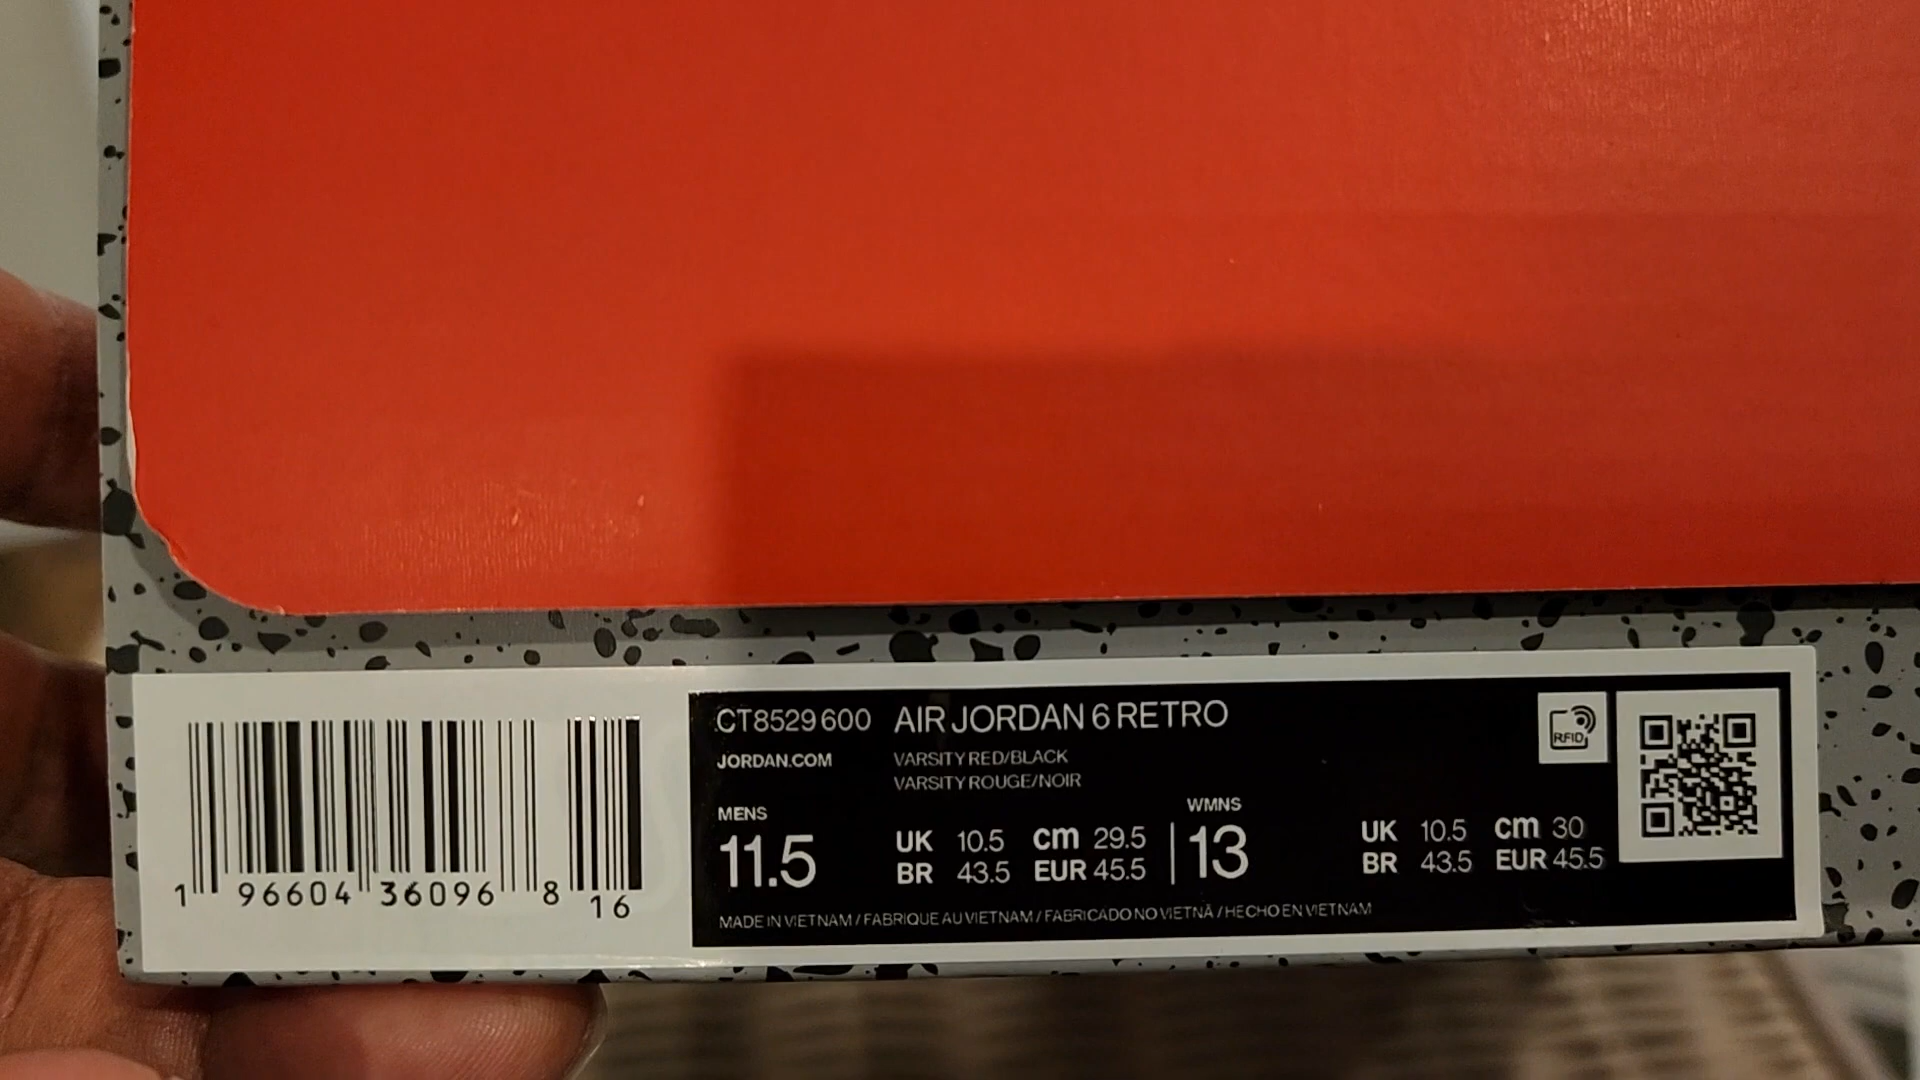 1 96604 36096 8 16
CT8529 600 AIR JORDAN 6 RETRO
JORDAN.COM VARSITY RED/BLACK
VARSITY ROUGE/NOIR
RFID
MENS
11.5
UK 10.5 cm 29.5
BR 43.5 EUR 45.5
WMNS
13
UK 10.5 cm 30
BR 43.5 EUR 45.5
MADE IN VIETNAM / FABRIQUE AU VIETNAM / FABRICADO NO VIETNÃ / HECHO EN VIETNAM